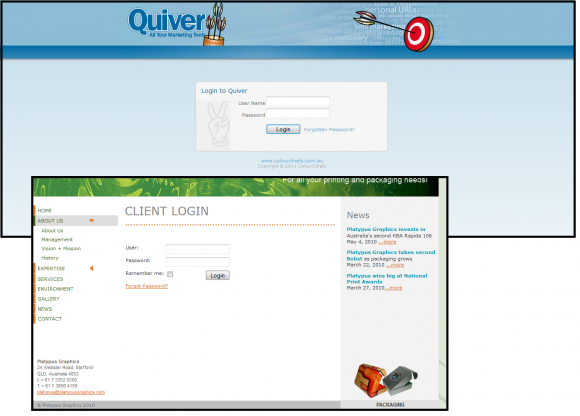 Quiver
All Your Marketing Tools
personal URLs
Login to Quiver
User Name
Password
Login
Forgotten Password?
www.colourchiefs.com.au
Copyright © 2011 ColourChiefs
For all your printing and packaging needs!
HOME
ABOUT US
About Us
Management
Vision + Mission
History
EXPERTISE
SERVICES
ENVIRONMENT
GALLERY
NEWS
CONTACT
CLIENT LOGIN
User:
Password:
Remember me:
Login
Forgot Password?
News
Platypus Graphics invests in
Australia's second KBA Rapida 106
May 4, 2010 ...more
Platypus Graphics takes second
Bobst as packaging grows
March 22, 2010 ...more
Platypus wins big at National
Print Awards
March 27, 2010 ...more
Platypus Graphics
24 Webster Road, Stafford
QLD, Australia 4053
t: + 61 7 3352 0300
f: + 61 7 3856 4155
platypus@platypusgraphics.com
© Platypus Graphics 2010
PACKAGING